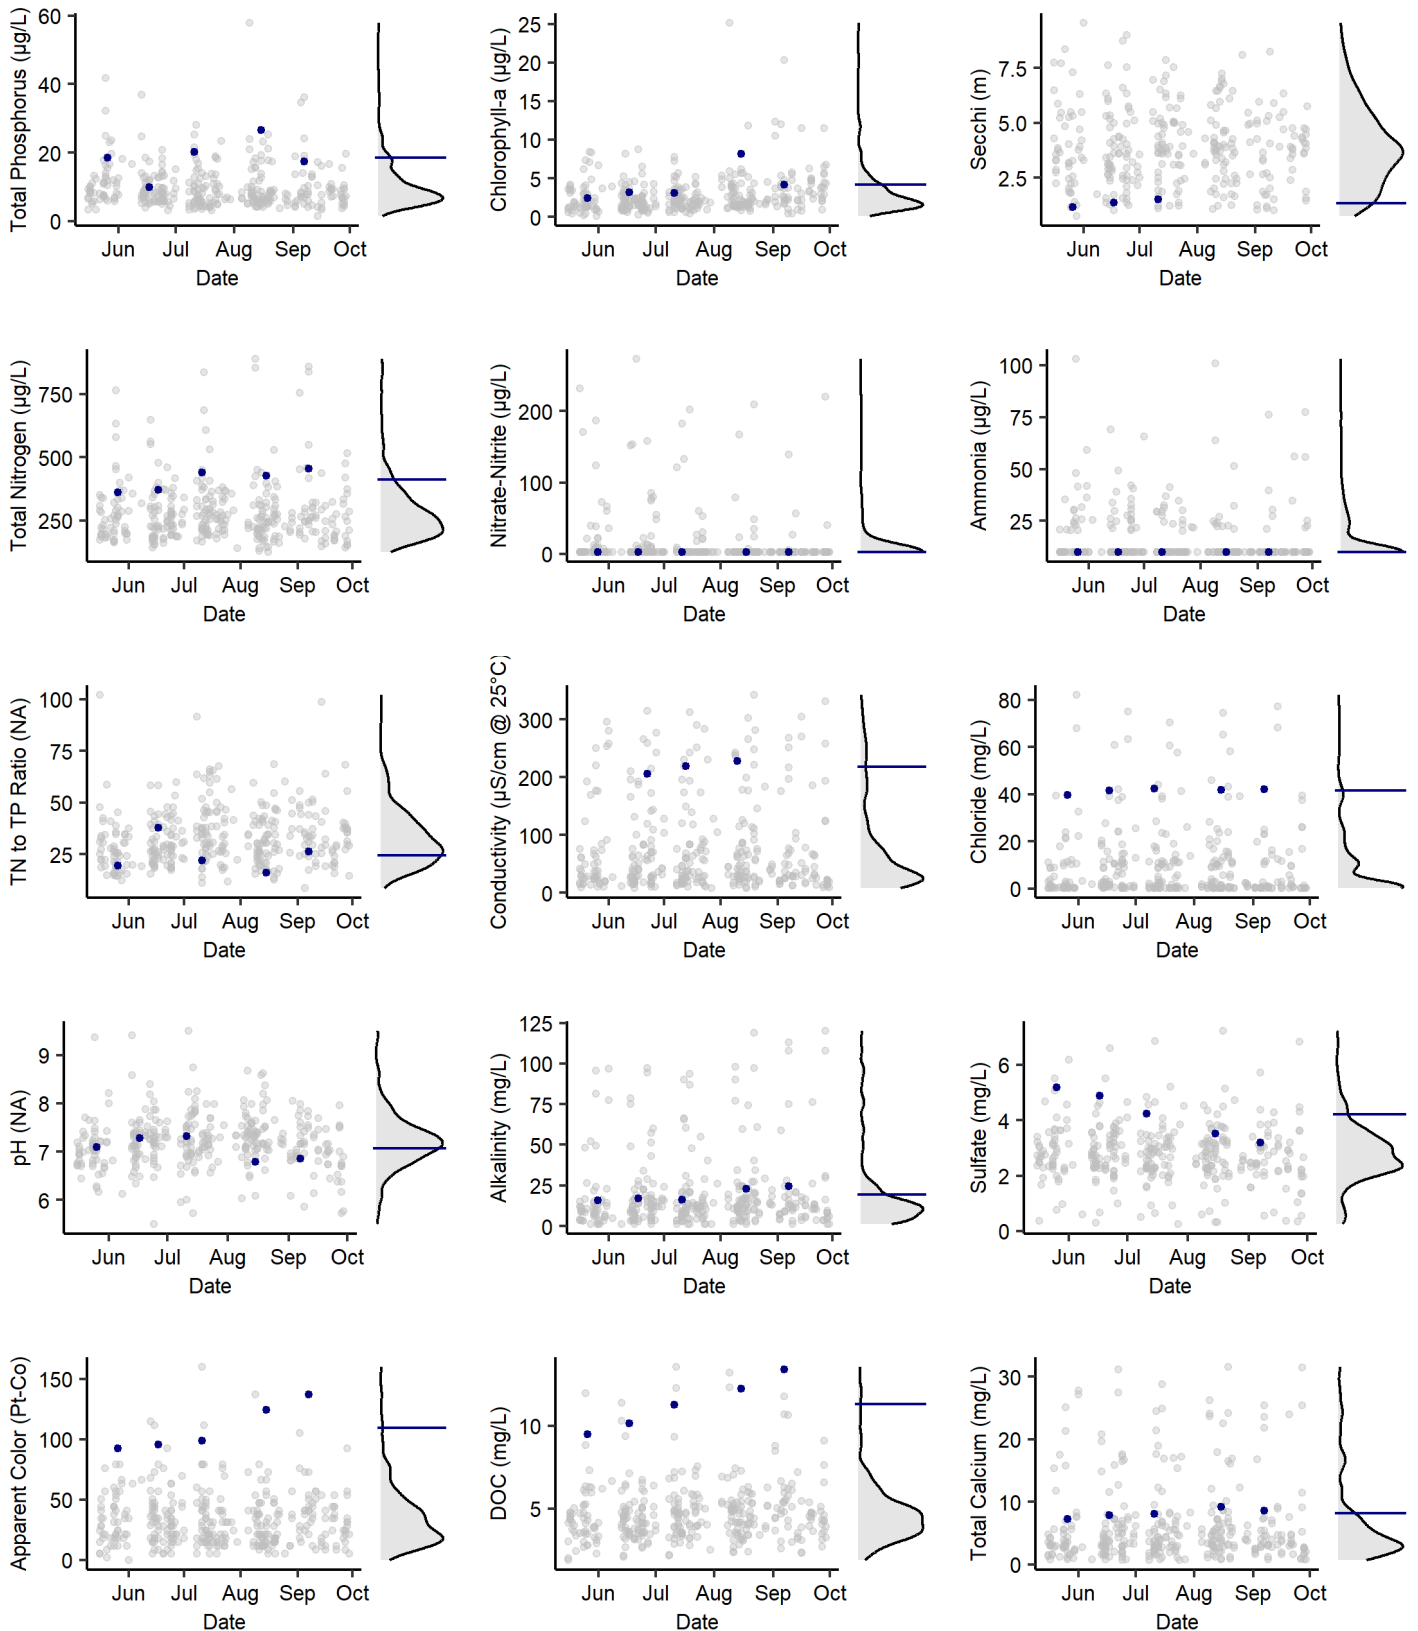 Total Phosphorus (µg/L)
60
40
20
0
Jun Jul Aug Sep Oct
Date
Chlorophyll-a (µg/L)
25
20
15
10
5
0
Jun Jul Aug Sep Oct
Date
Secchi (m)
7.5
5.0
2.5
Jun Jul Aug Sep Oct
Date
Total Nitrogen (µg/L)
750
500
250
Jun Jul Aug Sep Oct
Date
Nitrate-Nitrite (µg/L)
200
100
0
Jun Jul Aug Sep Oct
Date
Ammonia (µg/L)
100
75
50
25
Jun Jul Aug Sep Oct
Date
TN to TP Ratio (NA)
100
75
50
25
Jun Jul Aug Sep Oct
Date
Conductivity (µS/cm @ 25°C)
300
200
100
0
Jun Jul Aug Sep Oct
Date
Chloride (mg/L)
80
60
40
20
0
Jun Jul Aug Sep Oct
Date
pH (NA)
9
8
7
6
Jun Jul Aug Sep Oct
Date
Alkalinity (mg/L)
125
100
75
50
25
0
Jun Jul Aug Sep Oct
Date
Sulfate (mg/L)
6
4
2
0
Jun Jul Aug Sep Oct
Date
Apparent Color (Pt-Co)
150
100
50
0
Jun Jul Aug Sep Oct
Date
DOC (mg/L)
10
5
Jun Jul Aug Sep Oct
Date
Total Calcium (mg/L)
30
20
10
0
Jun Jul Aug Sep Oct
Date